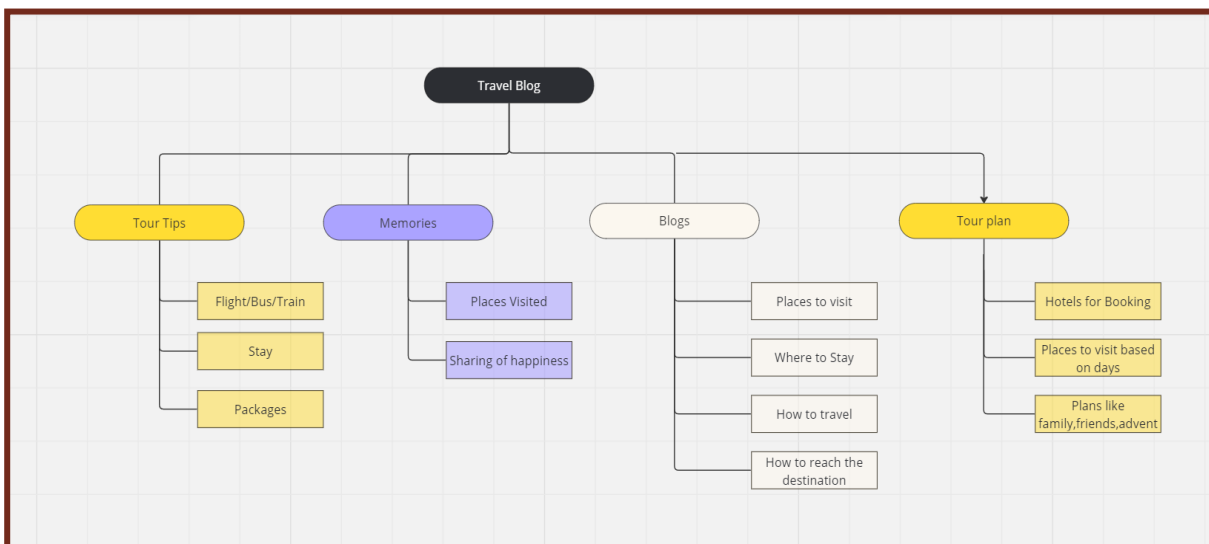 Travel Blog
Tour Tips
Memories
Blogs
Tour plan
Flight/Bus/Train
Stay
Packages
Places Visited
Sharing of happiness
Places to visit
Where to Stay
How to travel
How to reach the
destination
Hotels for Booking
Places to visit based
on days
Plans like
family,friends,advent